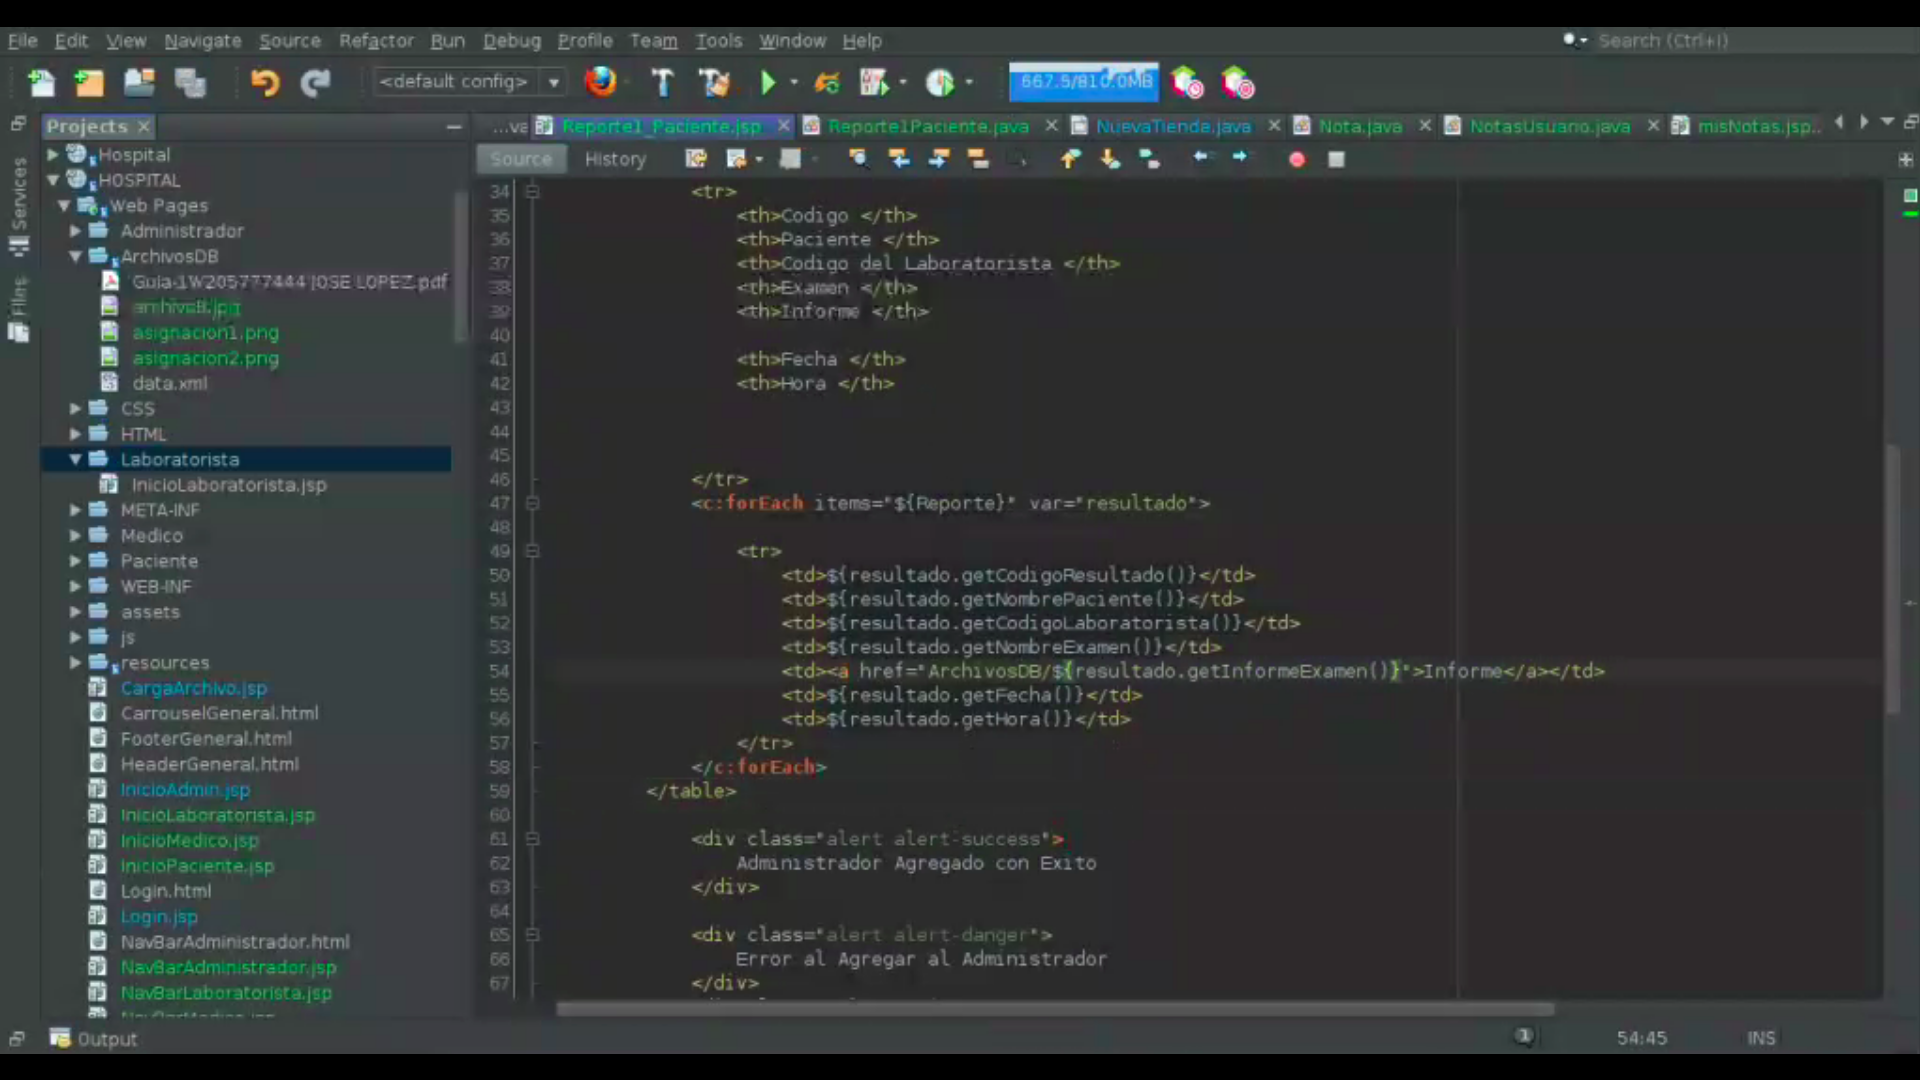 File Edit View Navigate Source Refactor Run Debug Profile Team Tools Window Help Search (Ctrl+I)
<default config> 667.5/810.0MB
Projects
...va Reporte1_Paciente.jsp Reporte1Paciente.java NuevaTienda.java Nota.java NotasUsuario.java misNotas.jsp...
Source History
Services
Files
Hospital
HOSPITAL
Web Pages
Administrador
ArchivosDB
Guia-1W205777444 JOSE LOPEZ.pdf
archivo8.jpg
asignacion1.png
asignacion2.png
data.xml
CSS
HTML
Laboratorista
InicioLaboratorista.jsp
META-INF
Medico
Paciente
WEB-INF
assets
js
resources
CargaArchivo.jsp
CarrouselGeneral.html
FooterGeneral.html
HeaderGeneral.html
InicioAdmin.jsp
InicioLaboratorista.jsp
InicioMedico.jsp
InicioPaciente.jsp
Login.html
Login.jsp
NavBarAdministrador.html
NavBarAdministrador.jsp
NavBarLaboratorista.jsp
34 <tr>
35 <th>Codigo </th>
36 <th>Paciente </th>
37 <th>Codigo del Laboratorista </th>
38 <th>Examen </th>
39 <th>Informe </th>
40
41 <th>Fecha </th>
42 <th>Hora </th>
43
44
45
46 </tr>
47 <c:forEach items="${Reporte}" var="resultado">
48
49 <tr>
50 <td>${resultado.getCodigoResultado()}</td>
51 <td>${resultado.getNombrePaciente()}</td>
52 <td>${resultado.getCodigoLaboratorista()}</td>
53 <td>${resultado.getNombreExamen()}</td>
54 <td><a href="ArchivosDB/${resultado.getInformeExamen()}">Informe</a></td>
55 <td>${resultado.getFecha()}</td>
56 <td>${resultado.getHora()}</td>
57 </tr>
58 </c:forEach>
59 </table>
60
61 <div class="alert alert-success">
62 Administrador Agregado con Exito
63 </div>
64
65 <div class="alert alert-danger">
66 Error al Agregar al Administrador
67 </div>
Output 1 54:45 INS